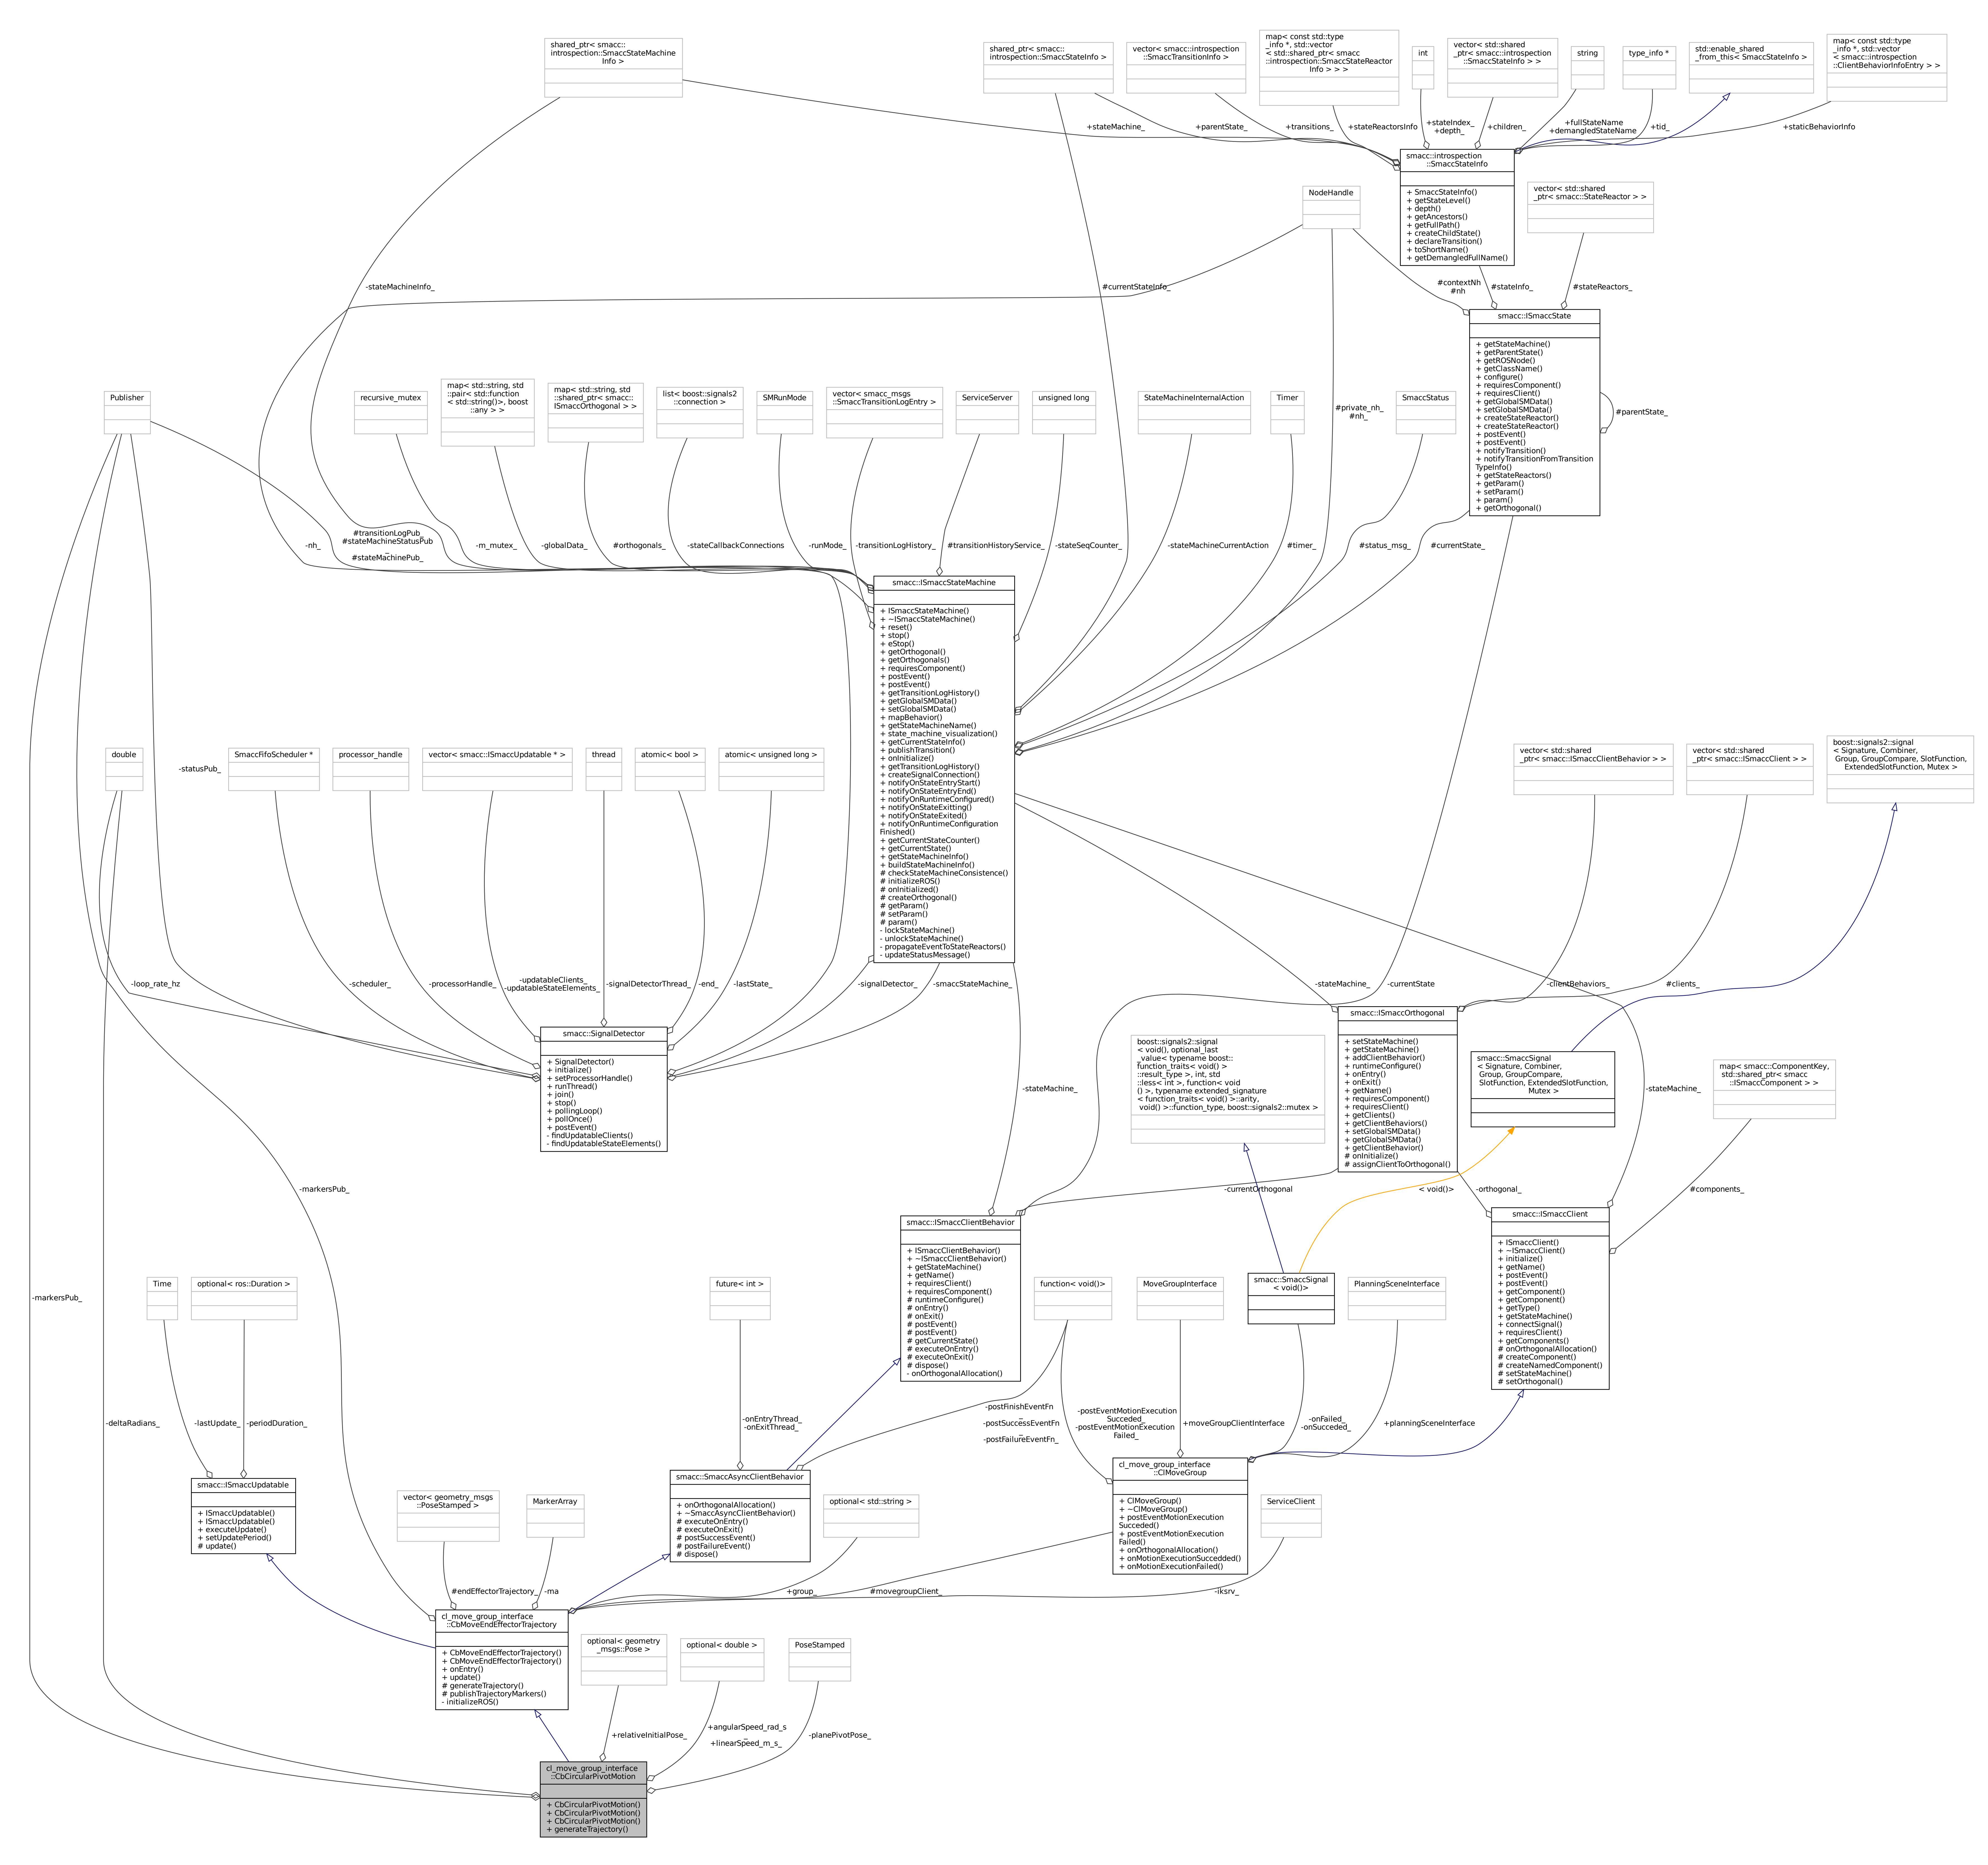 shared_ptr< smacc::
introspection::SmaccStateMachine
Info >
shared_ptr< smacc::
introspection::SmaccStateInfo >
vector< smacc::introspection
::SmaccTransitionInfo >
map< const std::type
_info *, std::vector
< std::shared_ptr< smacc
::introspection::SmaccStateReactor
Info > > >
int
vector< std::shared
_ptr< smacc::introspection
::SmaccStateInfo > >
string
type_info *
std::enable_shared
_from_this< SmaccStateInfo >
map< const std::type
_info *, std::vector
< smacc::introspection
::ClientBehaviorInfoEntry > >
+stateMachine_
+parentState_
+transitions_
+stateReactorsInfo
+stateIndex_
+depth_
+children_
+fullStateName
+demangledStateName
+tid_
+staticBehaviorInfo
smacc::introspection
::SmaccStateInfo
+ SmaccStateInfo()
+ getStateLevel()
+ depth()
+ getAncestors()
+ getFullPath()
+ createChildState()
+ declareTransition()
+ toShortName()
+ getDemangledFullName()
NodeHandle
vector< std::shared
_ptr< smacc::StateReactor > >
-stateMachineInfo_
#currentStateInfo_
#contextNh
#nh
#stateInfo_
#stateReactors_
smacc::ISmaccState
+ getStateMachine()
+ getParentState()
+ getROSNode()
+ getClassName()
+ configure()
+ requiresComponent()
+ requiresClient()
+ getGlobalSMData()
+ setGlobalSMData()
+ createStateReactor()
+ createStateReactor()
+ postEvent()
+ postEvent()
+ notifyTransition()
+ notifyTransitionFromTransition
TypeInfo()
+ getStateReactors()
+ getParam()
+ setParam()
+ param()
+ getOrthogonal()
#parentState_
Publisher
recursive_mutex
map< std::string, std
::pair< std::function
< std::string()>, boost
::any > >
map< std::string, std
::shared_ptr< smacc::
ISmaccOrthogonal > >
list< boost::signals2
::connection >
SMRunMode
vector< smacc_msgs
::SmaccTransitionLogEntry >
ServiceServer
unsigned long
StateMachineInternalAction
Timer
#private_nh_
#nh_
SmaccStatus
-nh_
#transitionLogPub_
#stateMachineStatusPub
_
#stateMachinePub_
-m_mutex_
-globalData_
#orthogonals_
-stateCallbackConnections
-runMode_
-transitionLogHistory_
#transitionHistoryService_
-stateSeqCounter_
-stateMachineCurrentAction
#timer_
#status_msg_
#currentState_
smacc::ISmaccStateMachine
+ ISmaccStateMachine()
+ ~ISmaccStateMachine()
+ reset()
+ stop()
+ eStop()
+ getOrthogonal()
+ getOrthogonals()
+ requiresComponent()
+ postEvent()
+ postEvent()
+ getTransitionLogHistory()
+ getGlobalSMData()
+ setGlobalSMData()
+ mapBehavior()
+ getStateMachineName()
+ state_machine_visualization()
+ getCurrentStateInfo()
+ publishTransition()
+ onInitialize()
+ getTransitionLogHistory()
+ createSignalConnection()
+ notifyOnStateEntryStart()
+ notifyOnStateEntryEnd()
+ notifyOnRuntimeConfigured()
+ notifyOnStateExitting()
+ notifyOnStateExited()
+ notifyOnRuntimeConfiguration
Finished()
+ getCurrentStateCounter()
+ getCurrentState()
+ getStateMachineInfo()
+ buildStateMachineInfo()
# checkStateMachineConsistence()
# initializeROS()
# onInitialized()
# createOrthogonal()
# getParam()
# setParam()
# param()
- lockStateMachine()
- unlockStateMachine()
- propagateEventToStateReactors()
- updateStatusMessage()
double
-statusPub_
SmaccFifoScheduler *
processor_handle
vector< smacc::ISmaccUpdatable * >
thread
atomic< bool >
atomic< unsigned long >
vector< std::shared
_ptr< smacc::ISmaccClientBehavior > >
vector< std::shared
_ptr< smacc::ISmaccClient > >
boost::signals2::signal
< Signature, Combiner,
Group, GroupCompare, SlotFunction,
ExtendedSlotFunction, Mutex >
-loop_rate_hz
-scheduler_
-processorHandle_
-updatableClients_
-updatableStateElements_
-signalDetectorThread_
-end_
-lastState_
-signalDetector_
-smaccStateMachine_
-stateMachine_
-currentState
-clientBehaviors_
#clients_
smacc::SignalDetector
+ SignalDetector()
+ initialize()
+ setProcessorHandle()
+ runThread()
+ join()
+ stop()
+ pollingLoop()
+ pollOnce()
+ postEvent()
- findUpdatableClients()
- findUpdatableStateElements()
-stateMachine_
boost::signals2::signal
< void(), optional_last
_value< typename boost::
function_traits< void() >
::result_type >, int, std
::less< int >, function< void
() >, typename extended_signature
< function_traits< void() >::arity,
void() >::function_type, boost::signals2::mutex >
smacc::ISmaccOrthogonal
+ setStateMachine()
+ getStateMachine()
+ addClientBehavior()
+ runtimeConfigure()
+ onEntry()
+ onExit()
+ getName()
+ requiresComponent()
+ requiresClient()
+ getClients()
+ getClientBehaviors()
+ setGlobalSMData()
+ getGlobalSMData()
+ getClientBehavior()
# onInitialize()
# assignClientToOrthogonal()
smacc::SmaccSignal
< Signature, Combiner,
Group, GroupCompare,
SlotFunction, ExtendedSlotFunction,
Mutex >
-stateMachine_
map< smacc::ComponentKey,
std::shared_ptr< smacc
::ISmaccComponent > >
-markersPub_
-currentOrthogonal
< void()>
-orthogonal_
#components_
smacc::ISmaccClientBehavior
+ ISmaccClientBehavior()
+ ~ISmaccClientBehavior()
+ getStateMachine()
+ getName()
+ requiresClient()
+ requiresComponent()
# runtimeConfigure()
# onEntry()
# onExit()
# postEvent()
# postEvent()
# getCurrentState()
# executeOnEntry()
# executeOnExit()
# dispose()
- onOrthogonalAllocation()
smacc::ISmaccClient
+ ISmaccClient()
+ ~ISmaccClient()
+ initialize()
+ getName()
+ postEvent()
+ postEvent()
+ getComponent()
+ getComponent()
+ getType()
+ getStateMachine()
+ connectSignal()
+ requiresClient()
+ getComponents()
# onOrthogonalAllocation()
# createComponent()
# createNamedComponent()
# setStateMachine()
# setOrthogonal()
-markersPub_
Time
optional< ros::Duration >
future< int >
function< void()>
MoveGroupInterface
smacc::SmaccSignal
< void()>
PlanningSceneInterface
-deltaRadians_
-lastUpdate_
-periodDuration_
-onEntryThread_
-onExitThread_
-postFinishEventFn
_
-postSuccessEventFn
_
-postFailureEventFn_
-postEventMotionExecution
Succeded_
-postEventMotionExecution
Failed_
+moveGroupClientInterface
-onFailed_
-onSucceded_
+planningSceneInterface
smacc::ISmaccUpdatable
+ ISmaccUpdatable()
+ ISmaccUpdatable()
+ executeUpdate()
+ setUpdatePeriod()
# update()
vector< geometry_msgs
::PoseStamped >
MarkerArray
smacc::SmaccAsyncClientBehavior
+ onOrthogonalAllocation()
+ ~SmaccAsyncClientBehavior()
# executeOnEntry()
# executeOnExit()
# postSuccessEvent()
# postFailureEvent()
# dispose()
optional< std::string >
cl_move_group_interface
::ClMoveGroup
+ ClMoveGroup()
+ ~ClMoveGroup()
+ postEventMotionExecution
Succeded()
+ postEventMotionExecution
Failed()
+ onOrthogonalAllocation()
+ onMotionExecutionSuccedded()
+ onMotionExecutionFailed()
ServiceClient
#endEffectorTrajectory_
-ma
+group_
#movegroupClient_
-iksrv_
cl_move_group_interface
::CbMoveEndEffectorTrajectory
+ CbMoveEndEffectorTrajectory()
+ CbMoveEndEffectorTrajectory()
+ onEntry()
+ update()
# generateTrajectory()
# publishTrajectoryMarkers()
- initializeROS()
optional< geometry
_msgs::Pose >
optional< double >
PoseStamped
+relativeInitialPose_
+angularSpeed_rad_s
_
+linearSpeed_m_s_
-planePivotPose_
cl_move_group_interface
::CbCircularPivotMotion
+ CbCircularPivotMotion()
+ CbCircularPivotMotion()
+ CbCircularPivotMotion()
+ generateTrajectory()